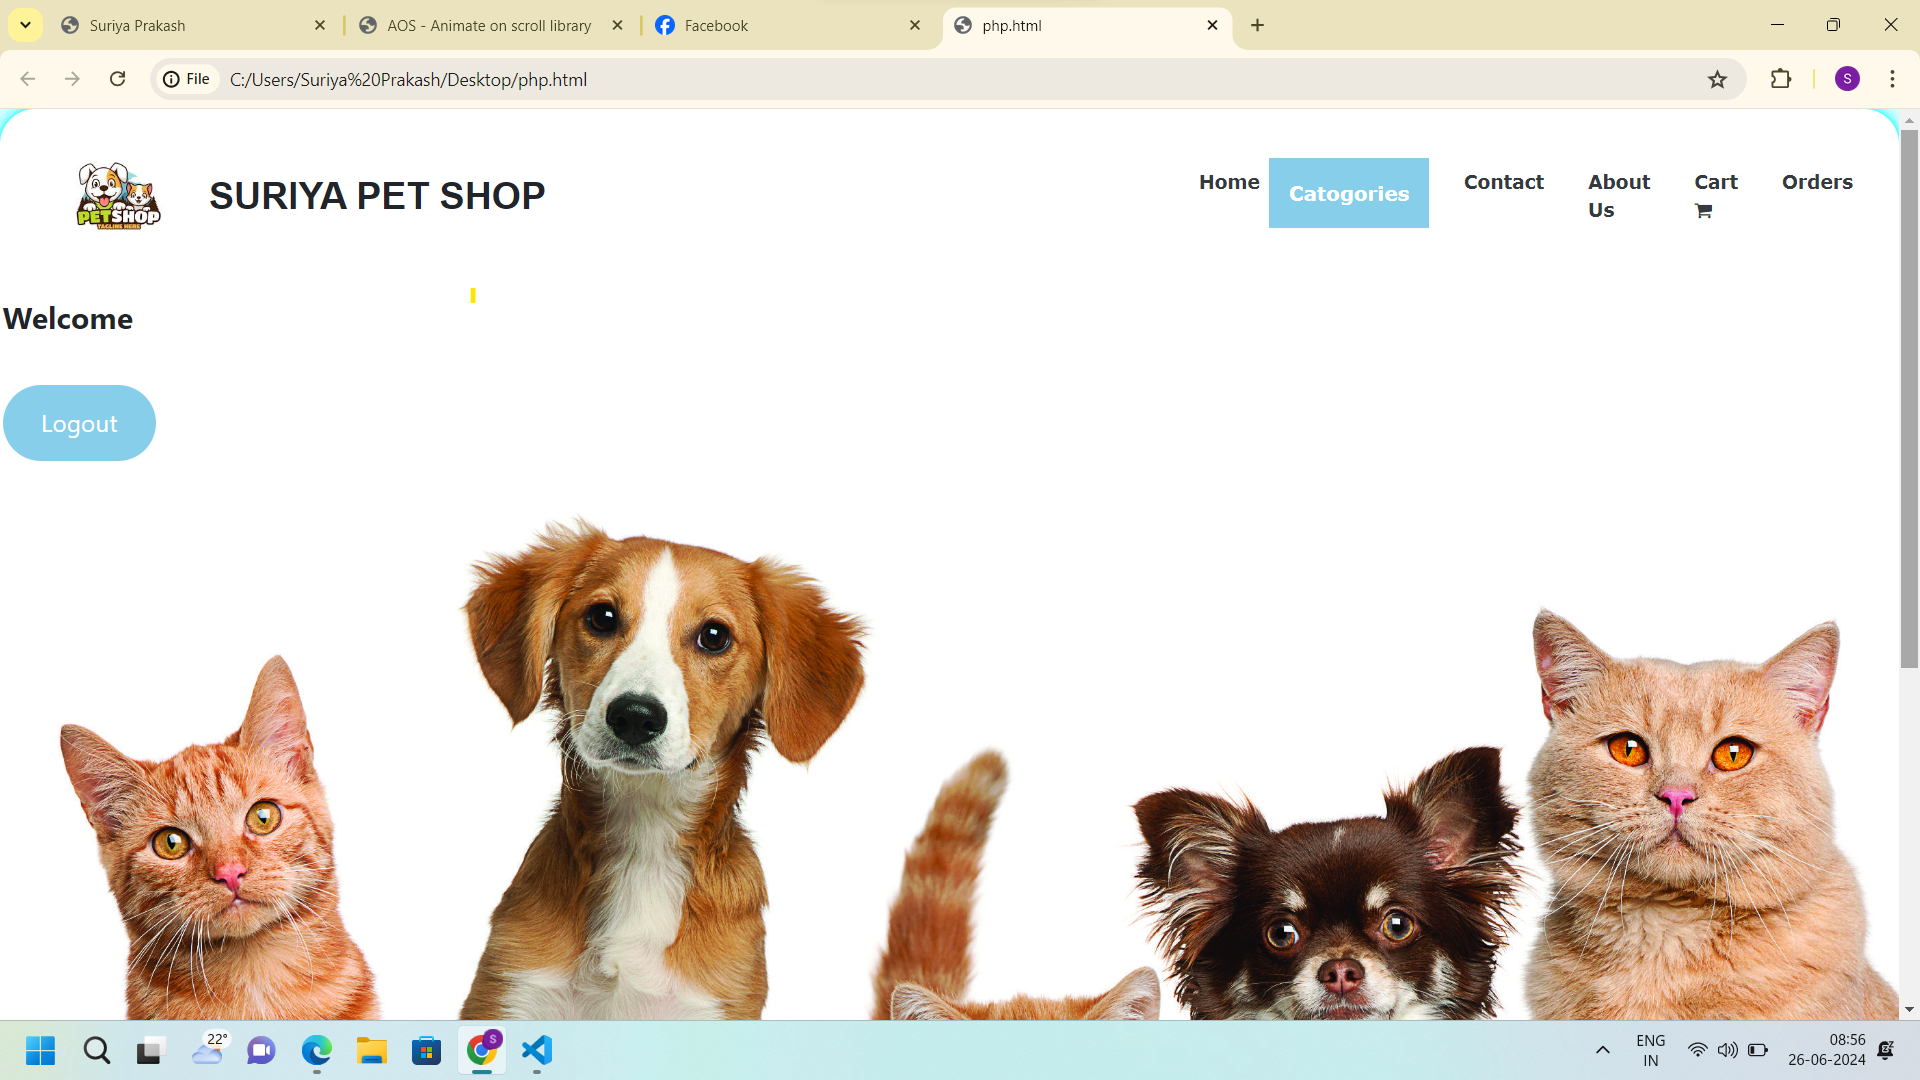 Suriya Prakash
AOS - Animate on scroll library
Facebook
php.html
File
C:/Users/Suriya%20Prakash/Desktop/php.html
S
PETSHOP
TAGLINE HERE
SURIYA PET SHOP
Home
Catogories
Contact
About
Us
Cart
Orders
Welcome
Logout
22°
S
ENG
IN
08:56
26-06-2024